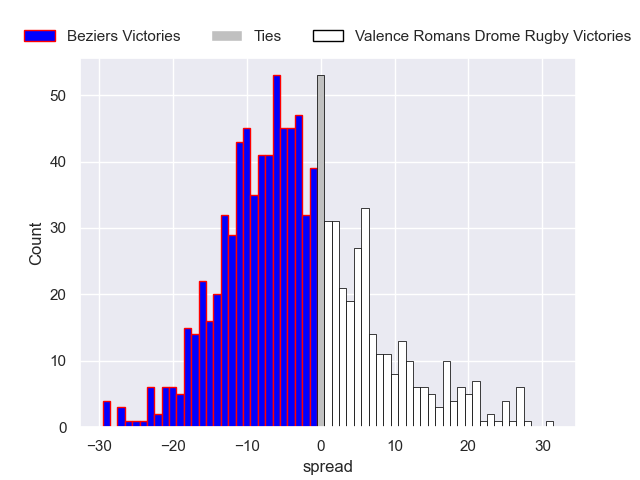 Beziers Victories Ties Valence Romans Drome Rugby Victories
50
40
30
20
10
0
Count
−30 −20 −10 0 10 20 30
spread